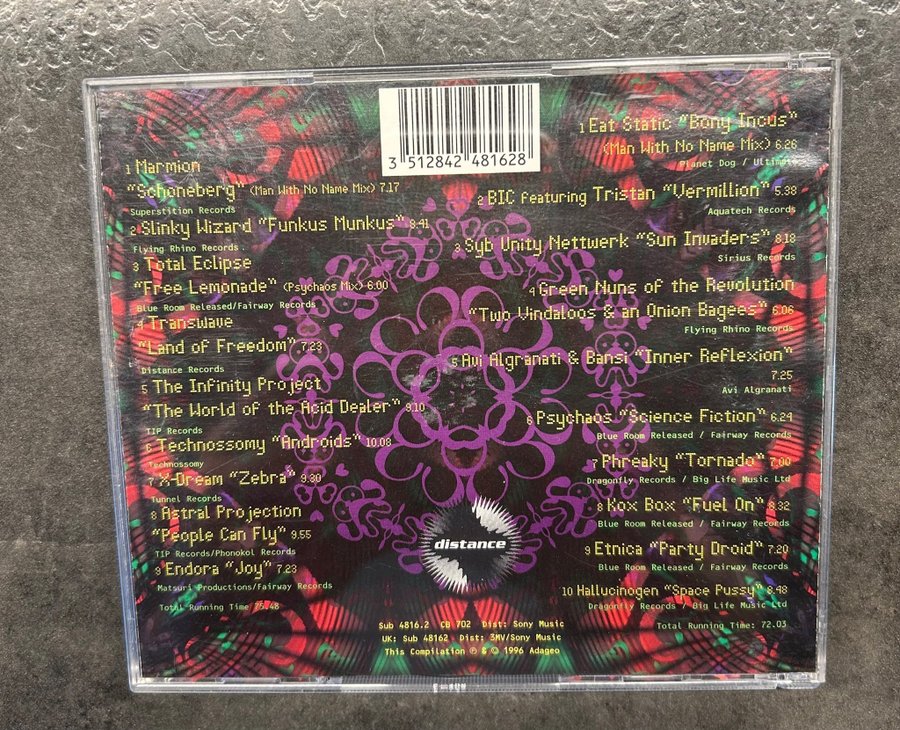 3 512842 481628
1 Marmion
"Schoneberg" (Man With No Name Mix) 7.17
Superstition Records
2 Slinky Wizard "Funkus Munkus" 8.41
Flying Rhino Records .
3 Total Eclipse
"Free Lemonade" (Psychaos Mix) 6:00
Blue Room Released/Fairway Records
4 Transwave
"Land of Freedom" 7.23
Distance Records
5 The Infinity Project
"The World of the Acid Dealer" 9.10
TIP Records
6 Technossomy "Androids" 10.08
Technossomy
7 X-Dream "Zebra" 9.30
Tunnel Records
8 Astral Projection
"People Can Fly" 9.55
TIP Records/Phonokol Records
9 Endora "Joy" 7.23
Matsuri Productions/Fairway Records
Total Running Time 75.48
1 Eat Static "Bony Incus"
(Man With No Name Mix) 6.26
Planet Dog / Ultimate
2 BIC featuring Tristan "Vermillion" 5.38
Aquatech Records
3 Syb Unity Nettwerk "Sun Invaders" 8.18
Sirius Records
4 Green Nuns of the Revolution
"Two Vindaloos & an Onion Bagees" 6.06
Flying Rhino Records
5 Avi Algranati & Bansi "Inner Reflexion"
7.25
Avi Algranati
6 Psychaos "Science Fiction" 6.24
Blue Room Released / Fairway Records
7 Phreaky "Tornado" 7.00
Dragonfly Records / Big Life Music Ltd
8 Kox Box "Fuel On" 8.32
Blue Room Released / Fairway Records
9 Etnica "Party Droid" 7.20
Blue Room Released / Fairway Records
10 Hallucinogen "Space Pussy" 8.48
Dragonfly Records / Big Life Music Ltd
Total Running Time: 72.03
distance
Sub 4816.2 CB 702 Dist: Sony Music
UK: Sub 48162 Dist: 3MV/Sony Music
This Compilation ℗ & © 1996 Adageo